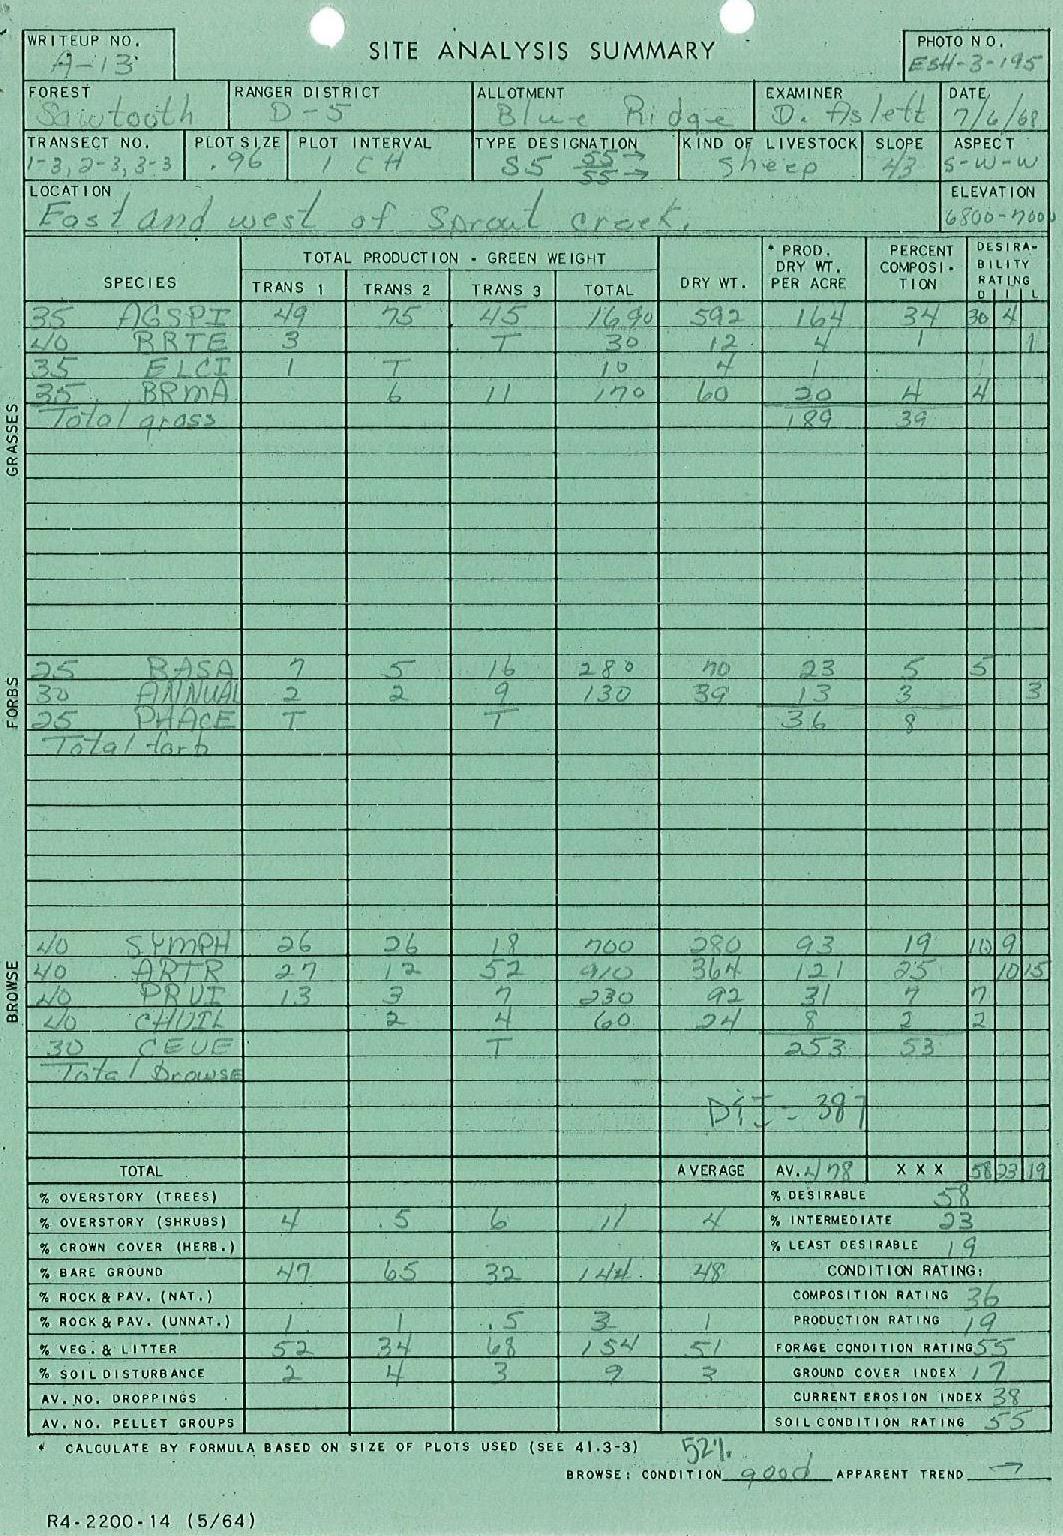 WRITEUP NO. SITE ANALYSIS SUMMARY PHOTO NO.
A-13 ESH-3-195
FOREST RANGER DISTRICT ALLOTMENT EXAMINER DATE
Sawtooth D-5 Blue Ridge D. Aslett 7/6/68
TRANSECT NO. PLOT SIZE PLOT INTERVAL TYPE DESIGNATION KIND OF LIVESTOCK SLOPE ASPECT
1-3, 2-3, 3-3 .96 1 CH S5 Sheep 43 S-W-W
LOCATION ELEVATION
East and west of Sprout Creek. 6800-7000
SPECIES TOTAL PRODUCTION - GREEN WEIGHT DRY WT. * PROD. DRY WT. PER ACRE PERCENT COMPOSI-TION DESIRA-BILITY RATING
TRANS 1 TRANS 2 TRANS 3 TOTAL D I L
GRASSES
35 AGSPI 49 75 45 1690 592 164 34 30 4
40 BRTE 3 T 30 12 4 1 1
35 ELCI 1 T 10 4 1
35 BRMA 6 11 170 60 20 4 4
Total grass 189 39
FORBS
25 BASA 7 5 16 280 70 23 5 5
30 ANNUAL 2 2 9 130 39 13 3 3
25 PHACE T T 36 8
Total forb
BROWSE
40 SYMPH 26 26 18 700 280 93 19 10 9
40 ARTR 27 12 52 910 364 121 25 10 15
40 PRVI 13 3 7 230 92 31 7 7
40 CHVIL 2 4 60 24 8 2 2
30 CEVE T 253 53
Total browse
D+I - 387
TOTAL AVERAGE AV. 478 X X X 58 23 19
% OVERSTORY (TREES) % DESIRABLE 58
% OVERSTORY (SHRUBS) 4 .5 6 11 4 % INTERMEDIATE 23
% CROWN COVER (HERB.) % LEAST DESIRABLE 19
% BARE GROUND 47 65 32 144 48 CONDITION RATING:
% ROCK & PAV. (NAT.) COMPOSITION RATING 36
% ROCK & PAV. (UNNAT.) 1 1 .5 3 1 PRODUCTION RATING 19
% VEG. & LITTER 52 34 68 154 51 FORAGE CONDITION RATING 55
% SOIL DISTURBANCE 2 4 3 9 3 GROUND COVER INDEX 17
AV. NO. DROPPINGS CURRENT EROSION INDEX 38
AV. NO. PELLET GROUPS SOIL CONDITION RATING 55
* CALCULATE BY FORMULA BASED ON SIZE OF PLOTS USED (SEE 41.3-3) 52%
BROWSE: CONDITION good APPARENT TREND →
R4-2200-14 (5/64)